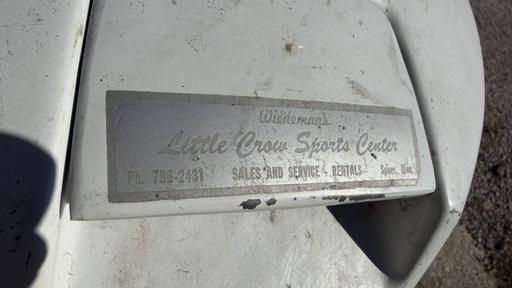 Wiedeman's
Little Crow Sports Center
PH. 796-2431 SALES AND SERVICE - RENTALS Spicer, Minn.